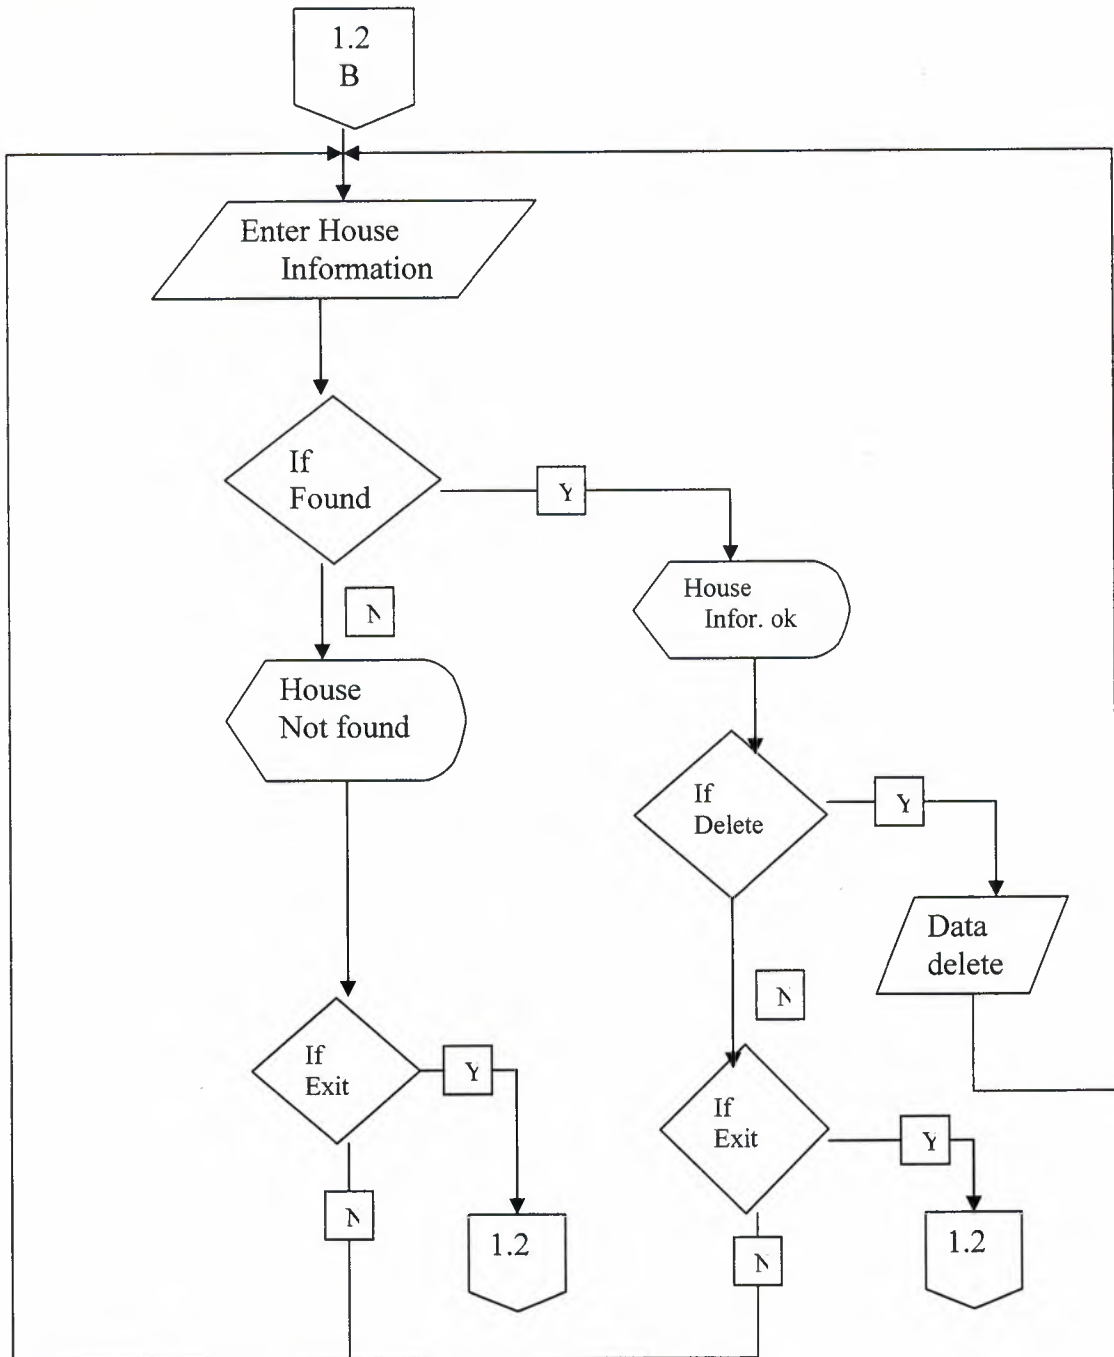 1.2
B
Enter House
Information
If
Found
Y
N
House
Infor. ok
House
Not found
If
Delete
Y
Data
delete
N
If
Exit
Y
N
1.2
If
Exit
Y
N
1.2